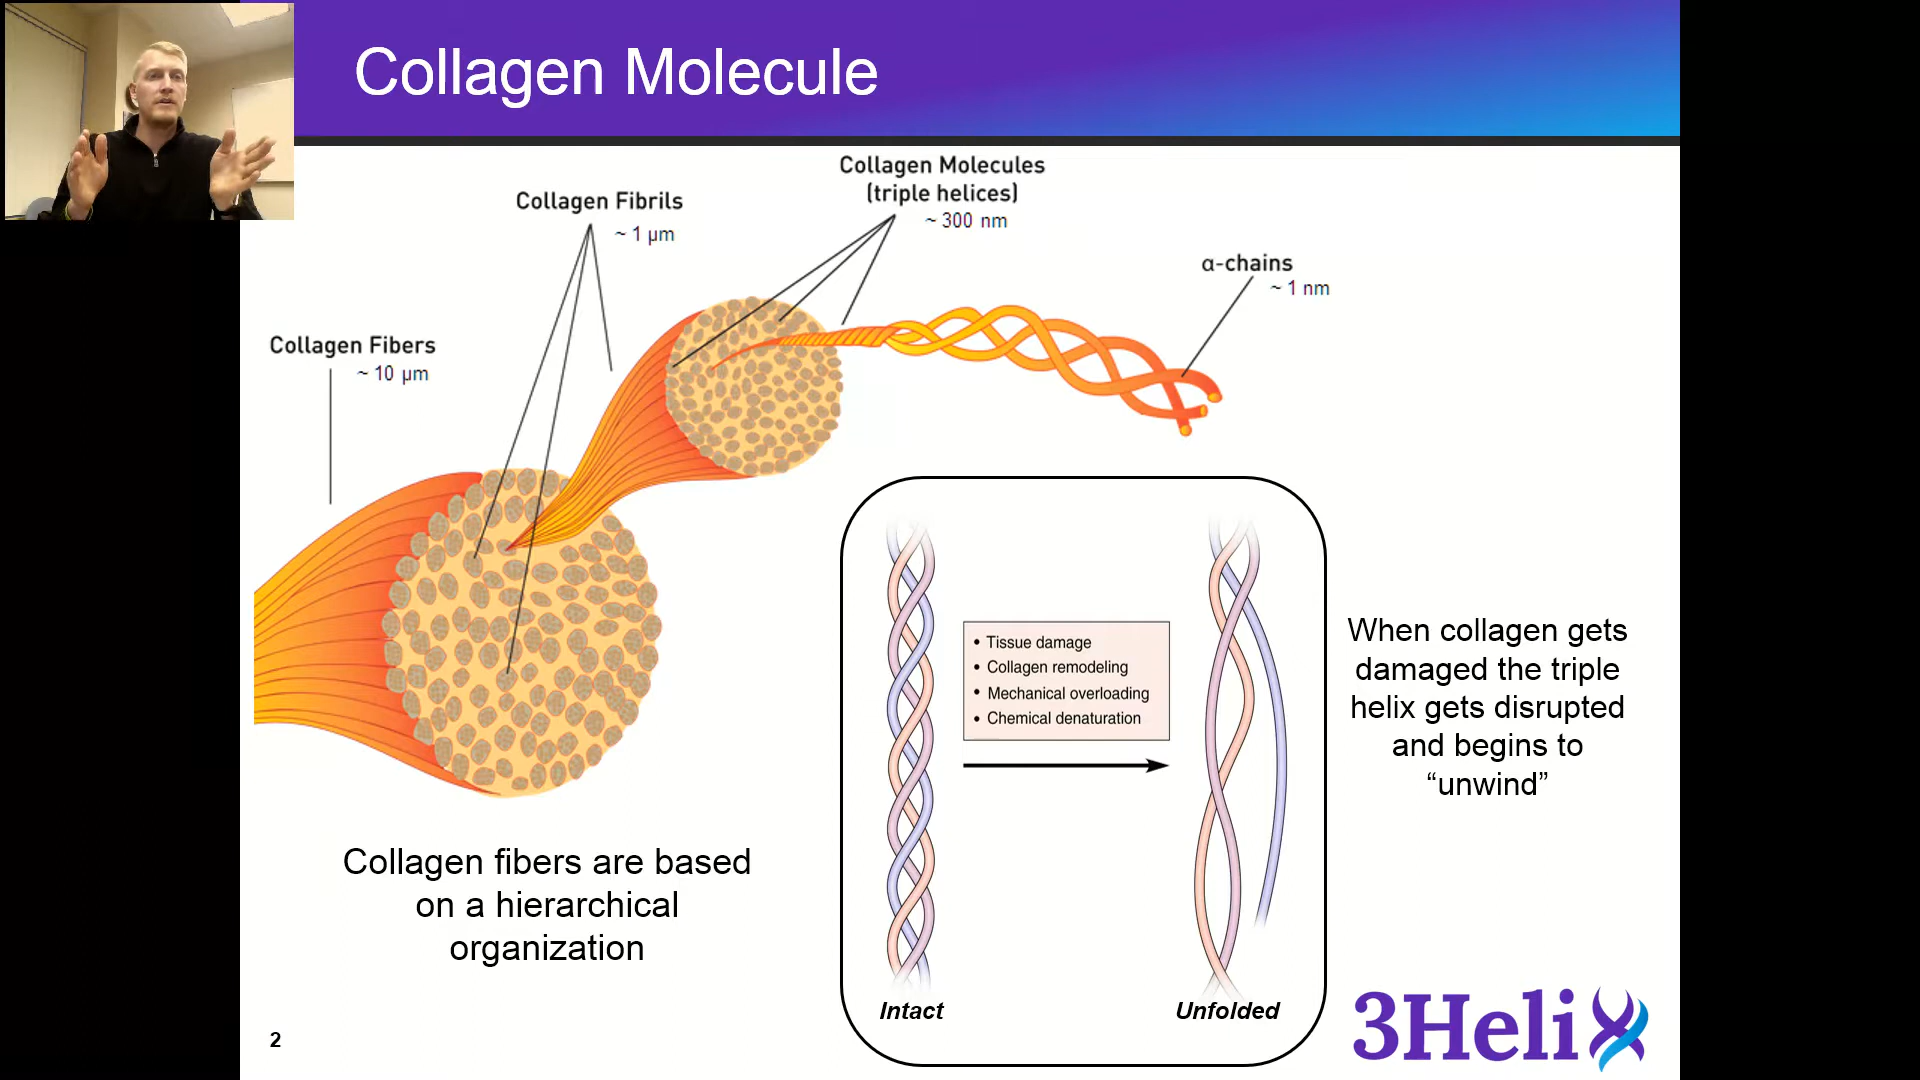 Collagen Molecule
Collagen Molecules
(triple helices)
~ 300 nm
Collagen Fibrils
~ 1 µm
α-chains
~ 1 nm
Collagen Fibers
~ 10 µm
• Tissue damage
• Collagen remodeling
• Mechanical overloading
• Chemical denaturation
When collagen gets
damaged the triple
helix gets disrupted
and begins to
“unwind”
Collagen fibers are based
on a hierarchical
organization
Intact
Unfolded
2
3Helix